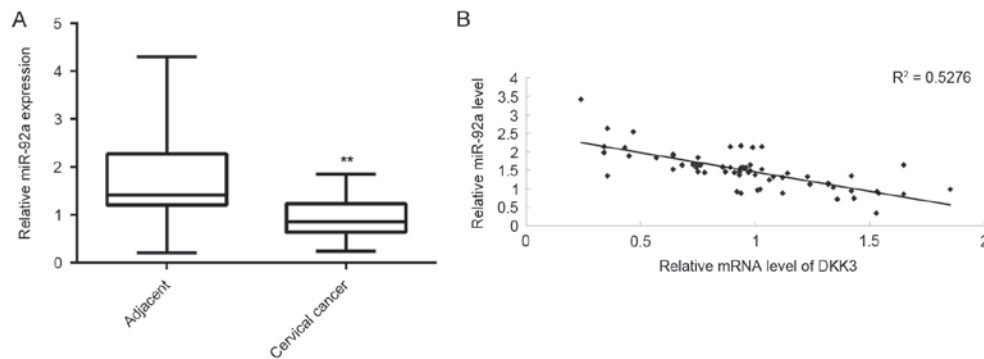 A
Relative miR-92a expression
5
4
3
2
1
0
**
Adjacent
Cervical cancer
B
R² = 0.5276
Relative miR-92a level
4
3.5
3
2.5
2
1.5
1
0.5
0
0
0.5
1
1.5
2
Relative mRNA level of DKK3